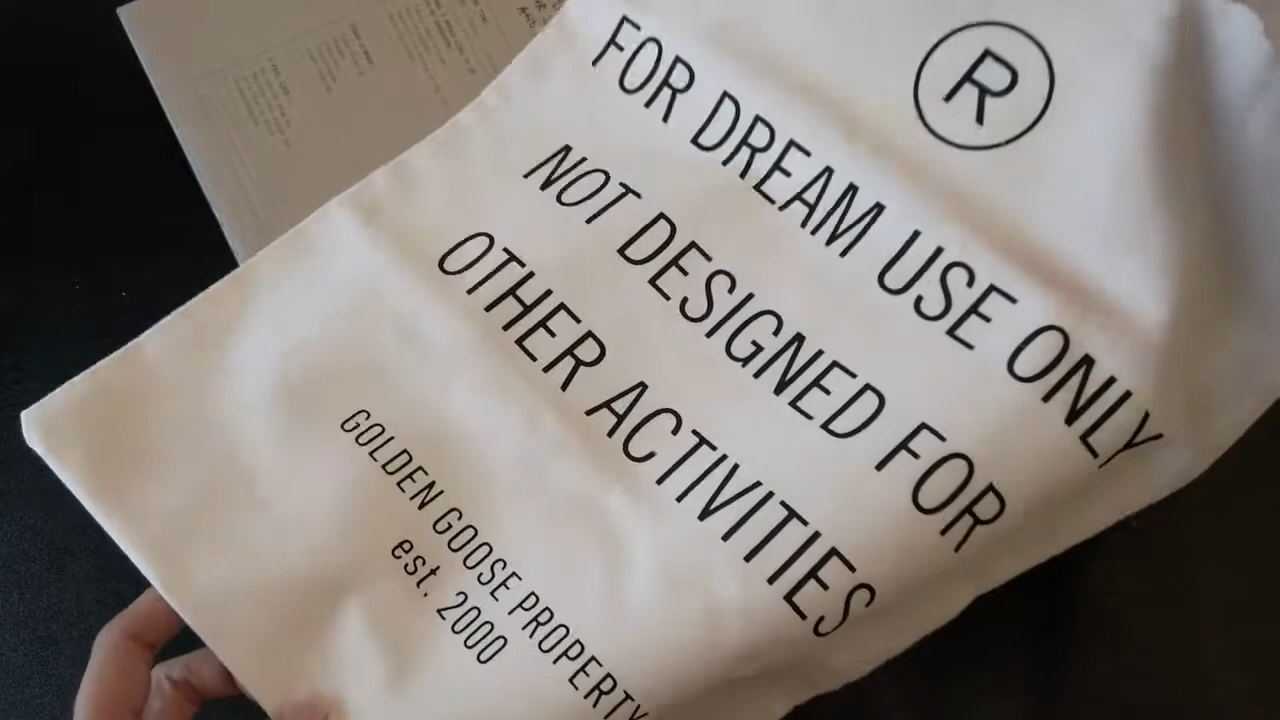 ®
FOR DREAM USE ONLY
NOT DESIGNED FOR
OTHER ACTIVITIES
GOLDEN GOOSE PROPERTY
est. 2000